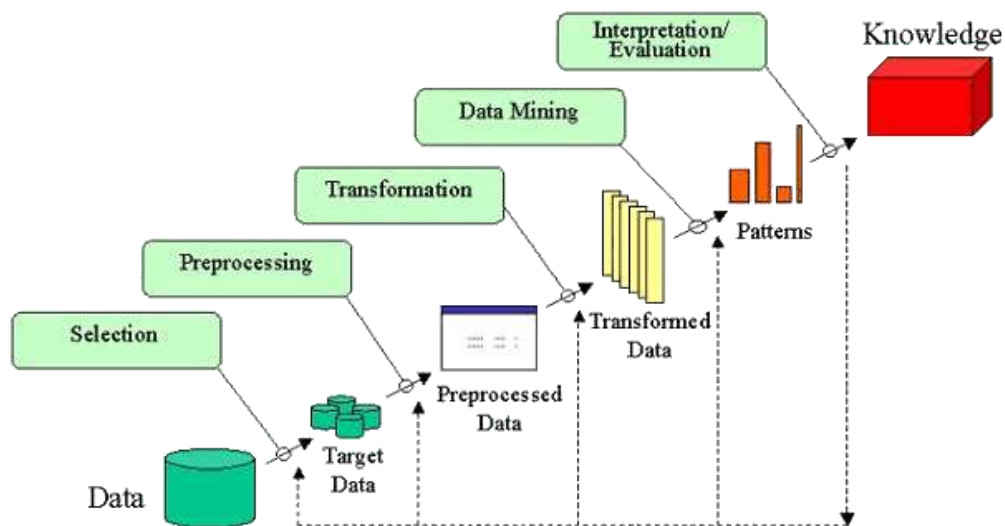 Interpretation/
Evaluation
Knowledge
Data Mining
Transformation
Patterns
Preprocessing
Transformed
Data
Selection
Preprocessed
Data
Target
Data
Data